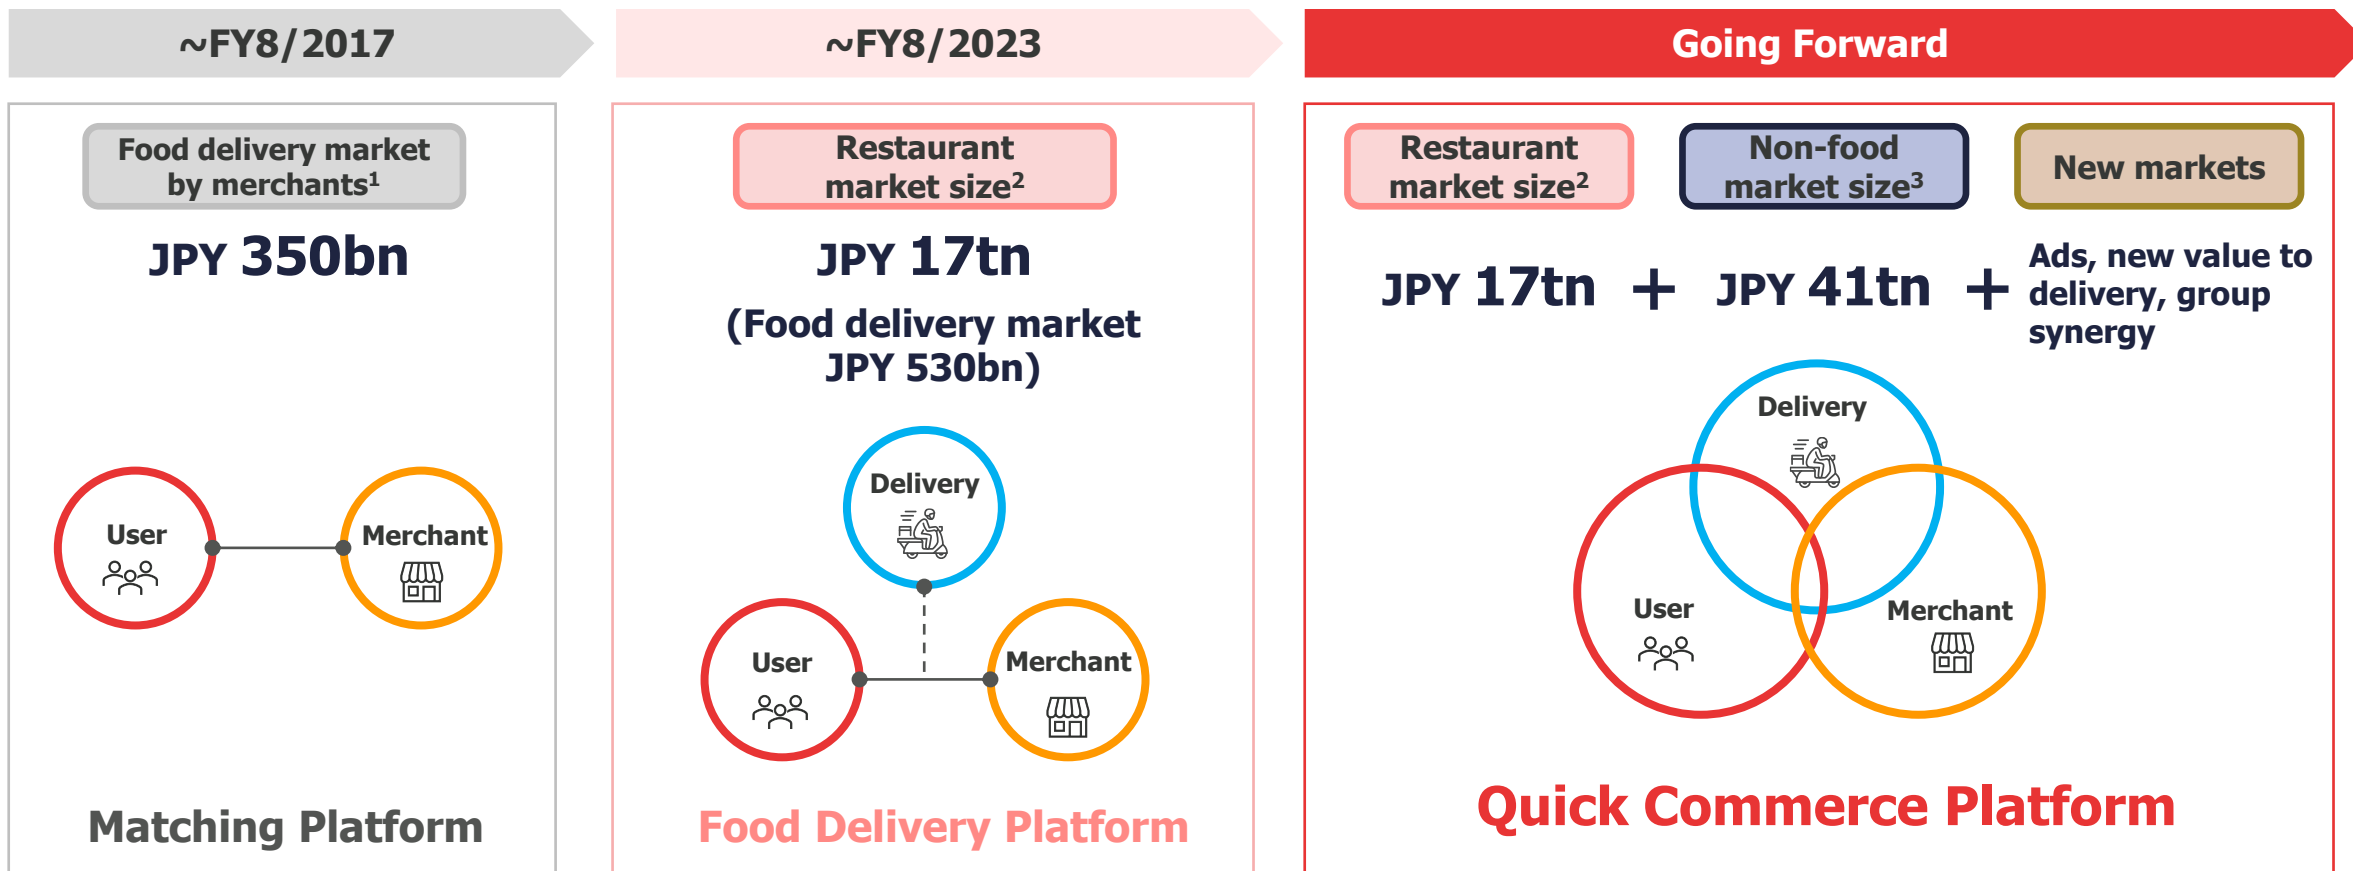 ~FY8/2017
~FY8/2023
Going Forward
Food delivery market
by merchants1
JPY 350bn
User
Merchant
Matching Platform
Restaurant
market size2
JPY 17tn
(Food delivery market
JPY 530bn)
Delivery
User
Merchant
Food Delivery Platform
Restaurant
market size2
Non-food
market size3
New markets
JPY 17tn + JPY 41tn +
Ads, new value to
delivery, group
synergy
Delivery
User
Merchant
Quick Commerce Platform